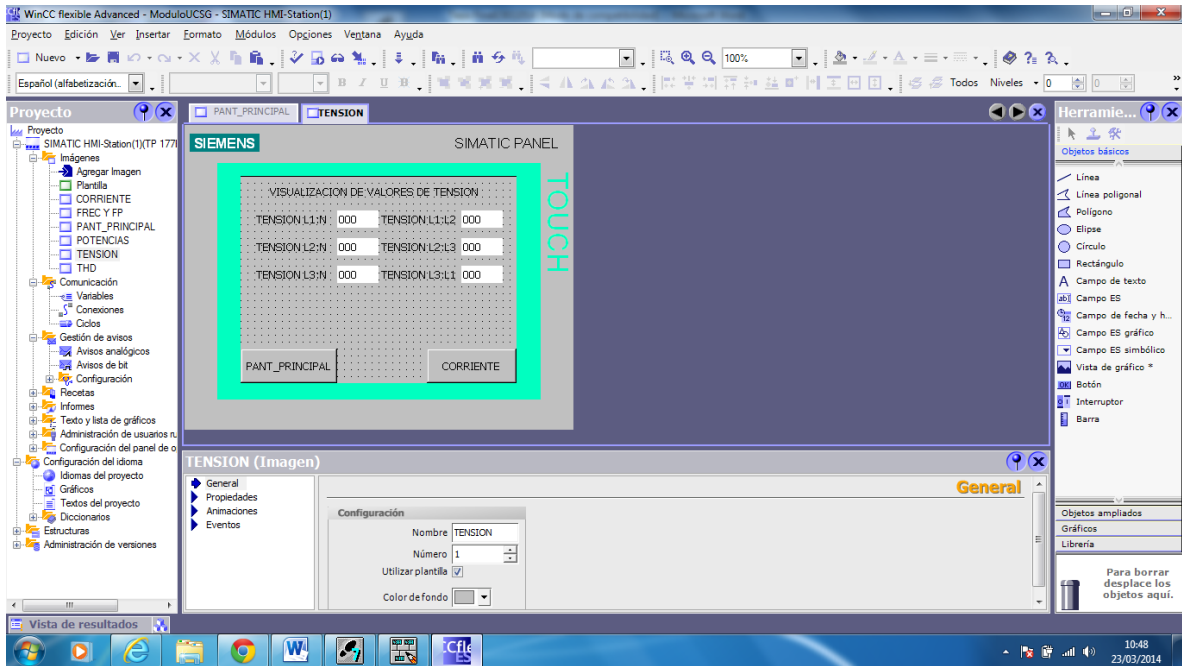 WinCC flexible Advanced - ModuloUCSG - SIMATIC HMI-Station(1)
Proyecto Edición Ver Insertar Formato Módulos Opciones Ventana Ayuda
Nuevo
100%
Español (alfabetización..
B I U B
Todos Niveles 0 0
Proyecto
Proyecto
SIMATIC HMI-Station(1)(TP 177
Imágenes
Agregar Imagen
Plantilla
CORRIENTE
FREC Y FP
PANT_PRINCIPAL
POTENCIAS
TENSION
THD
Comunicación
Variables
Conexiones
Ciclos
Gestión de avisos
Avisos analógicos
Avisos de bit
Configuración
Recetas
Informes
Texto y lista de gráficos
Administración de usuarios ru
Configuración del panel de o
Configuración del idioma
Idiomas del proyecto
Gráficos
Textos del proyecto
Diccionarios
Estructuras
Administración de versiones
PANT_PRINCIPAL TENSION
SIEMENS SIMATIC PANEL
TOUCH
VISUALIZACION DE VALORES DE TENSION
TENSION L1:N 000 TENSION L1:L2 000
TENSION L2:N 000 TENSION L2:L3 000
TENSION L3:N 000 TENSION L3:L1 000
PANT_PRINCIPAL CORRIENTE
TENSION (Imagen)
General
Propiedades
Animaciones
Eventos
General
Configuración
Nombre TENSION
Número 1
Utilizar plantilla
Color de fondo
Herramie...
Objetos básicos
Línea
Línea poligonal
Polígono
Elipse
Círculo
Rectángulo
A Campo de texto
Campo ES
Campo de fecha y h...
Campo ES gráfico
Campo ES simbólico
Vista de gráfico *
OK Botón
Interruptor
Barra
Objetos ampliados
Gráficos
Librería
Para borrar
desplace los
objetos aquí.
Vista de resultados
10:48
23/03/2014